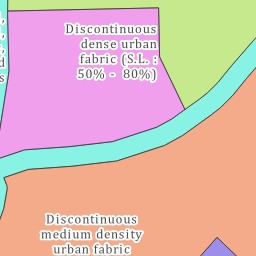 Discontinuous
dense urban
fabric (S.L. :
50% - 80%)
Discontinuous
medium density
urban fabric